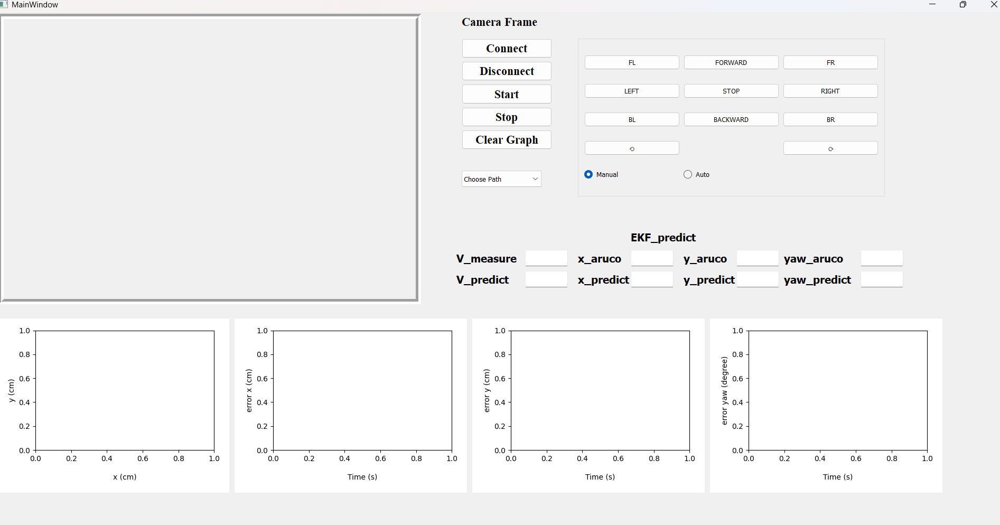 MainWindow
Camera Frame
Connect
Disconnect
Start
Stop
Clear Graph
Choose Path
FL FORWARD FR
LEFT STOP RIGHT
BL BACKWARD BR
⟲ ⟳
Manual Auto
EKF_predict
V_measure x_aruco y_aruco yaw_aruco
V_predict x_predict y_predict yaw_predict
y (cm)
1.0
0.8
0.6
0.4
0.2
0.0
0.0 0.2 0.4 0.6 0.8 1.0
x (cm)
error x (cm)
1.0
0.8
0.6
0.4
0.2
0.0
0.0 0.2 0.4 0.6 0.8 1.0
Time (s)
error y (cm)
1.0
0.8
0.6
0.4
0.2
0.0
0.0 0.2 0.4 0.6 0.8 1.0
Time (s)
error yaw (degree)
1.0
0.8
0.6
0.4
0.2
0.0
0.0 0.2 0.4 0.6 0.8 1.0
Time (s)